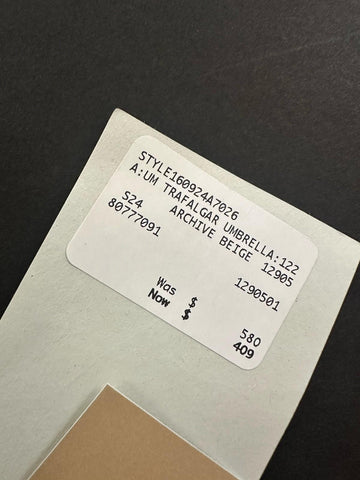 STYLE160924A7026
A:UM TRAFALGAR UMBRELLA:122
S24 ARCHIVE BEIGE 12905
80777091 1290501
Was $ 580
Now $ 409